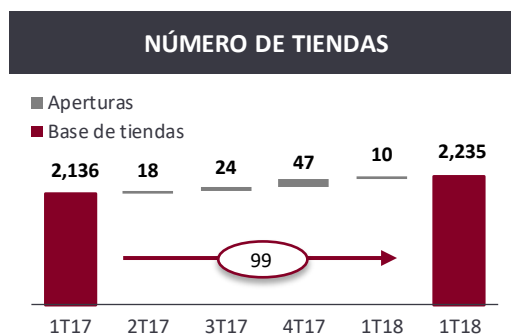 NÚMERO DE TIENDAS
Aperturas
Base de tiendas
2,136 18 24 47 10 2,235
99
1T17 2T17 3T17 4T17 1T18 1T18